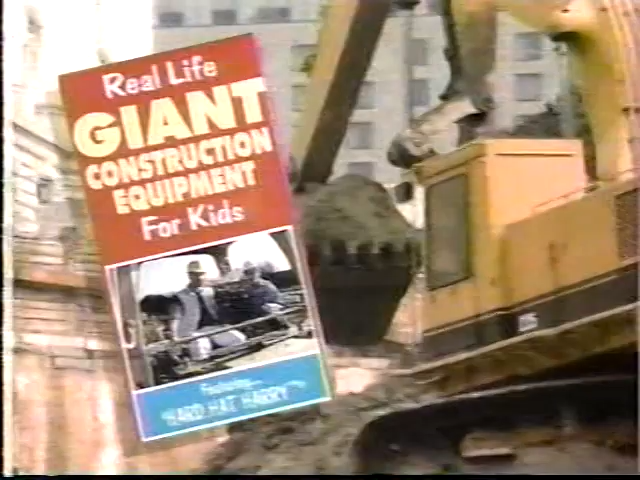 Real Life
GIANT
CONSTRUCTION
EQUIPMENT
For Kids
Featuring...
"HARD HAT HARRY"